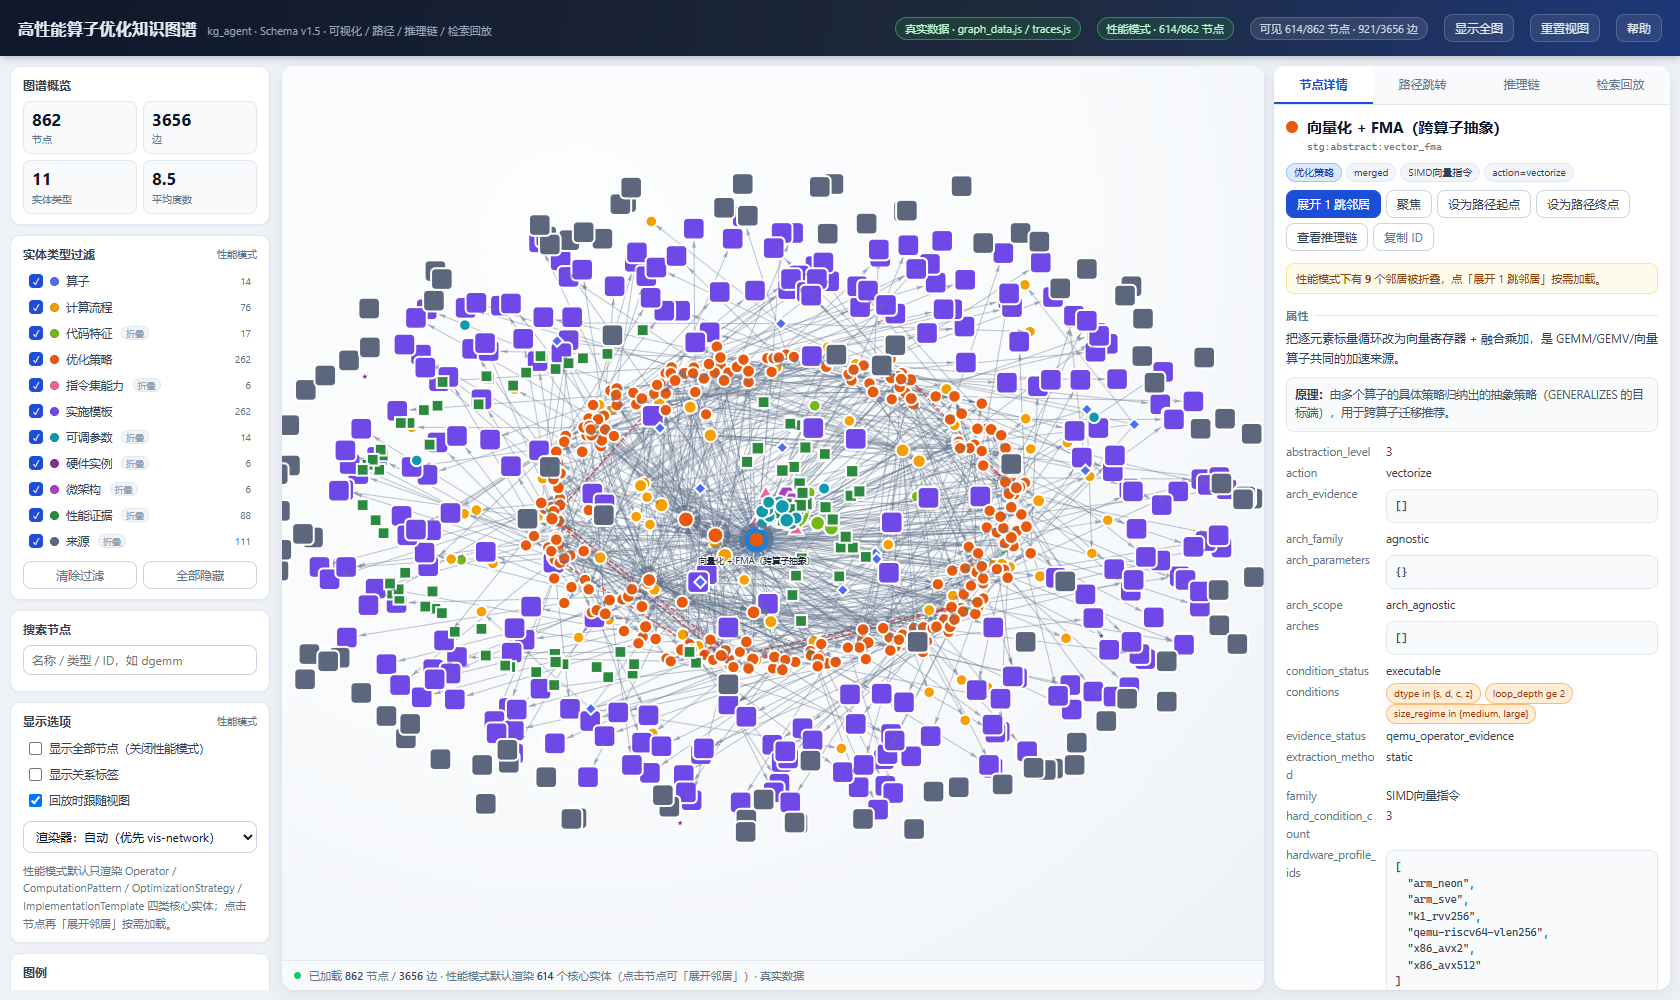 高性能算子优化知识图谱
kg_agent · Schema v1.5 · 可视化 / 路径 / 推理链 / 检索回放
真实数据 · graph_data.js / traces.js
性能模式 · 614/862 节点
可见 614/862 节点 · 921/3656 边
显示全图
重置视图
帮助
图谱概览
862
节点
3656
边
11
实体类型
8.5
平均度数
实体类型过滤
性能模式
算子 14
计算流程 76
代码特征 折叠 17
优化策略 262
指令集能力 折叠 6
实施模板 262
可调参数 折叠 14
硬件实例 折叠 6
微架构 折叠 6
性能证据 折叠 88
来源 折叠 111
清除过滤
全部隐藏
搜索节点
名称 / 类型 / ID，如 dgemm
显示选项
性能模式
显示全部节点（关闭性能模式）
显示关系标签
回放时跟随视图
渲染器：自动（优先 vis-network）
性能模式默认只渲染 Operator /
ComputationPattern / OptimizationStrategy /
ImplementationTemplate 四类核心实体；点击
节点再「展开邻居」按需加载。
图例
向量化 + FMA（跨算子抽象）
已加载 862 节点 / 3656 边 · 性能模式默认渲染 614 个核心实体（点击节点可「展开邻居」） · 真实数据
节点详情
路径跳转
推理链
检索回放
向量化 + FMA（跨算子抽象）
stg:abstract:vector_fma
优化策略
merged
SIMD向量指令
action=vectorize
展开 1 跳邻居
聚焦
设为路径起点
设为路径终点
查看推理链
复制 ID
性能模式下有 9 个邻居被折叠，点「展开 1 跳邻居」按需加载。
属性
把逐元素标量循环改为向量寄存器 + 融合乘加，是 GEMM/GEMV/向量
算子共同的加速来源。
原理：由多个算子的具体策略归纳出的抽象策略（GENERALIZES 的目
标端），用于跨算子迁移推荐。
abstraction_level 3
action vectorize
arch_evidence []
arch_family agnostic
arch_parameters {}
arch_scope arch_agnostic
arches []
condition_status executable
conditions dtype in {s, d, c, z} loop_depth ge 2
size_regime in {medium, large}
evidence_status qemu_operator_evidence
extraction_metho static
d
family SIMD向量指令
hard_condition_c 3
ount
hardware_profile_ [
ids
"arm_neon",
"arm_sve",
"k1_rvv256",
"qemu-riscv64-vlen256",
"x86_avx2",
"x86_avx512"
]